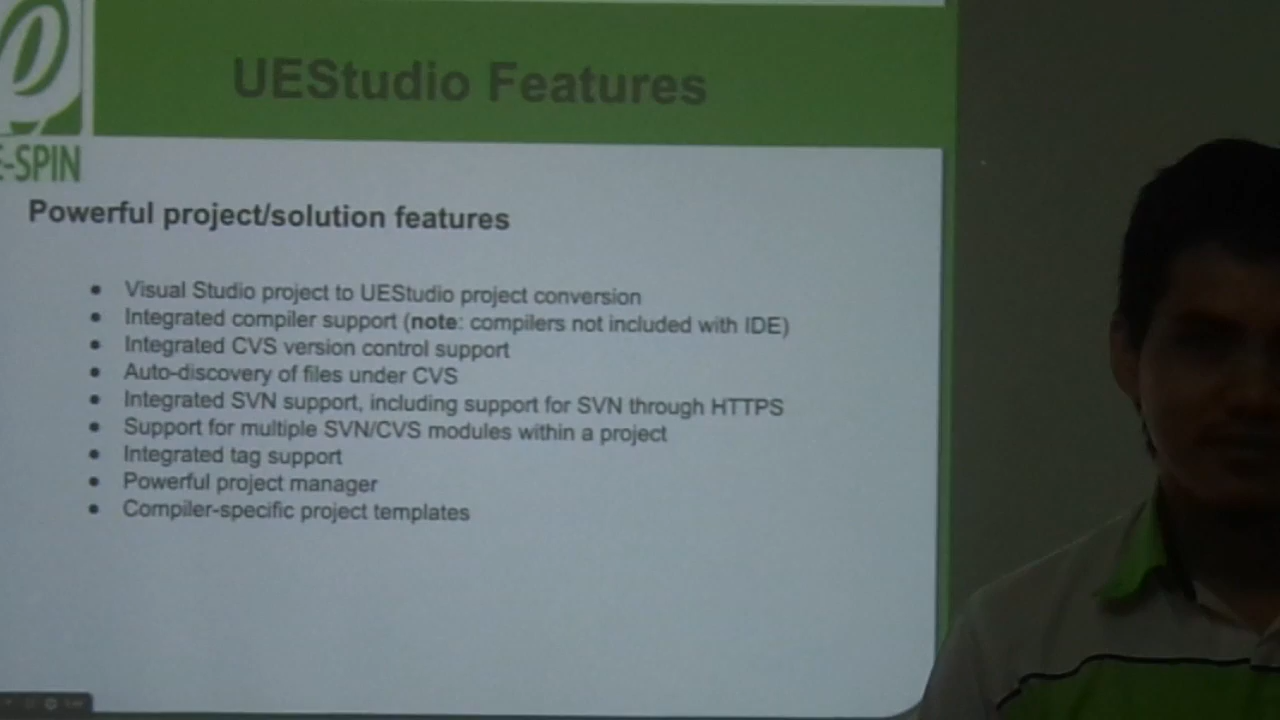 UEStudio Features
E-SPIN
Powerful project/solution features
• Visual Studio project to UEStudio project conversion
• Integrated compiler support (note: compilers not included with IDE)
• Integrated CVS version control support
• Auto-discovery of files under CVS
• Integrated SVN support, including support for SVN through HTTPS
• Support for multiple SVN/CVS modules within a project
• Integrated tag support
• Powerful project manager
• Compiler-specific project templates